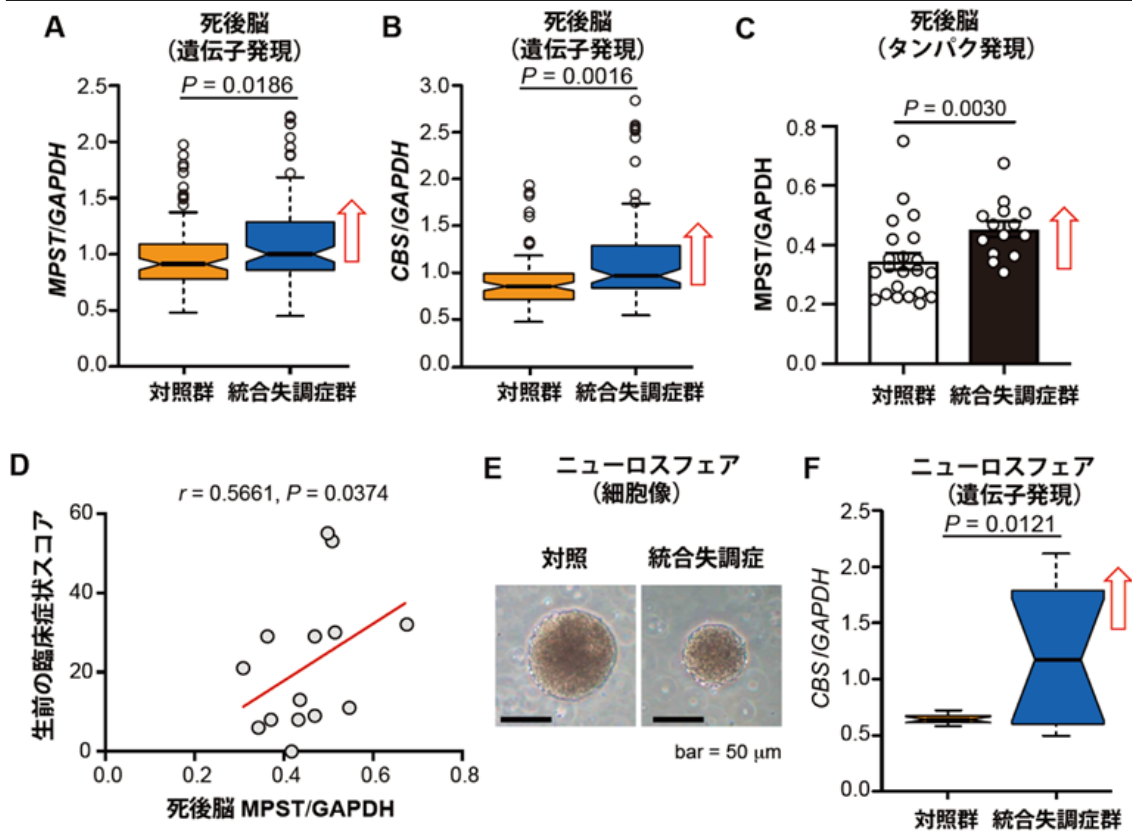 A
死後脳
（遺伝子発現）
P = 0.0186
MPST/GAPDH
2.5
2.0
1.5
1.0
0.5
0.0
対照群
統合失調症群
B
死後脳
（遺伝子発現）
P = 0.0016
CBS/GAPDH
3.0
2.5
2.0
1.5
1.0
0.5
0.0
対照群
統合失調症群
C
死後脳
（タンパク発現）
P = 0.0030
MPST/GAPDH
0.8
0.6
0.4
0.2
0.0
対照群
統合失調症群
D
r = 0.5661, P = 0.0374
生前の臨床症状スコア
60
40
20
0
0.0
0.2
0.4
0.6
0.8
死後脳 MPST/GAPDH
E
ニューロスフェア
（細胞像）
対照
統合失調症
bar = 50 μm
F
ニューロスフェア
（遺伝子発現）
P = 0.0121
CBS/GAPDH
2.5
2.0
1.5
1.0
0.5
0.0
対照群
統合失調症群